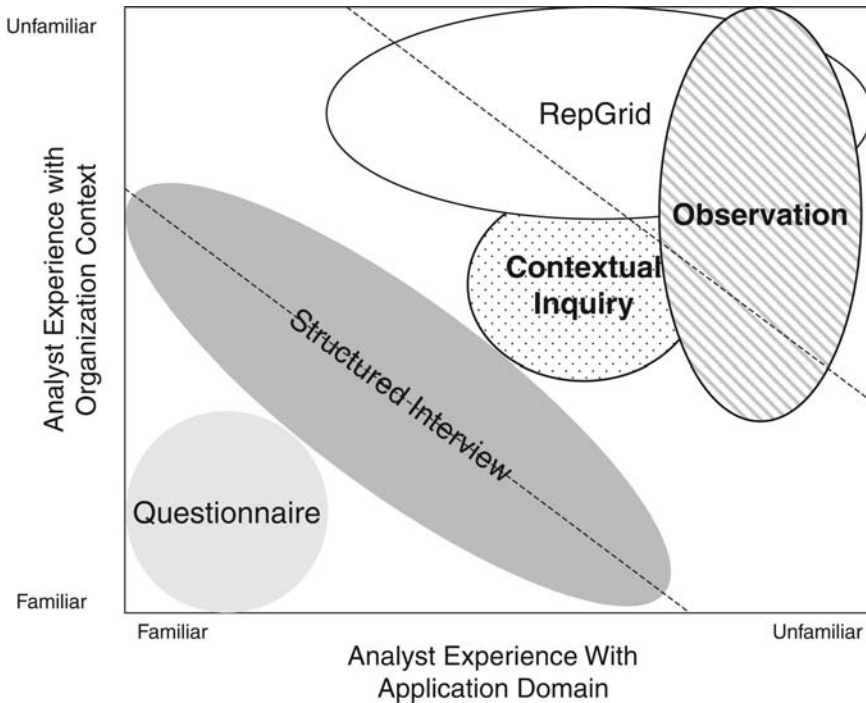 Unfamiliar
RepGrid
Analyst Experience with
Organization Context
Observation
Contextual
Inquiry
Structured Interview
Questionnaire
Familiar
Familiar
Unfamiliar
Analyst Experience With
Application Domain